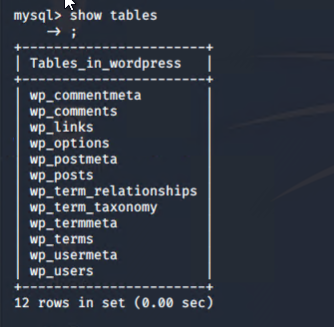 mysql> show tables
    -> ;
+-----------------------+
| Tables_in_wordpress   |
+-----------------------+
| wp_commentmeta        |
| wp_comments           |
| wp_links              |
| wp_options            |
| wp_postmeta           |
| wp_posts              |
| wp_term_relationships |
| wp_term_taxonomy      |
| wp_termmeta           |
| wp_terms              |
| wp_usermeta           |
| wp_users              |
+-----------------------+
12 rows in set (0.00 sec)